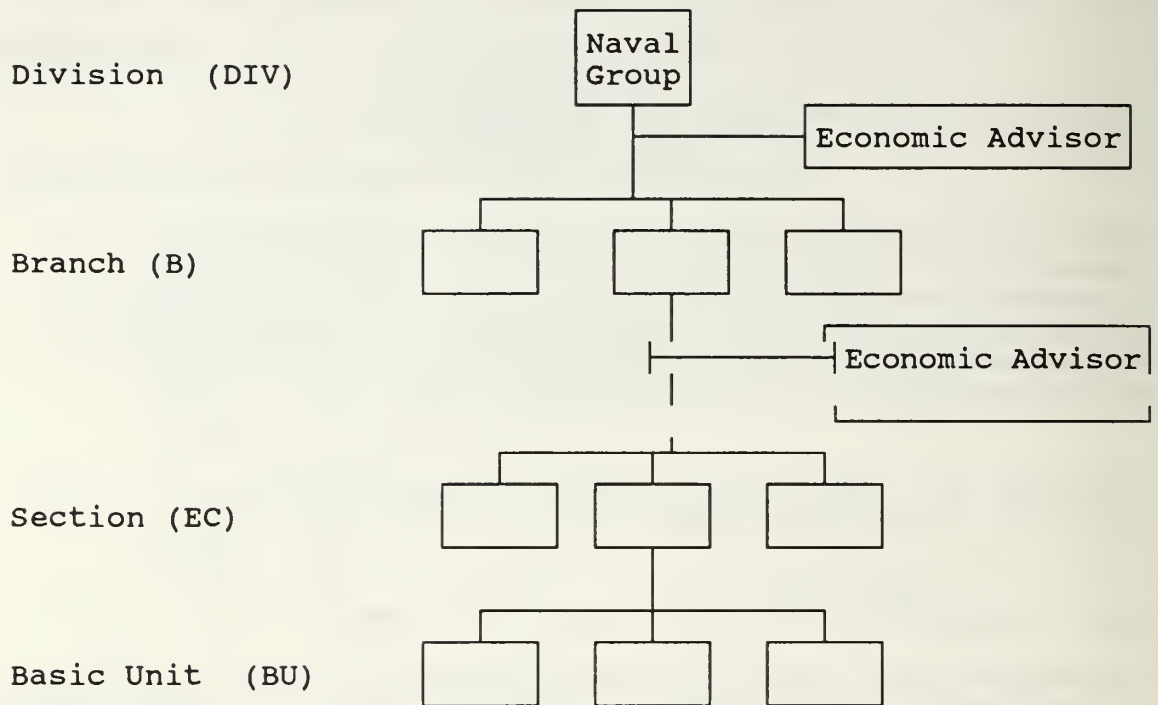 Naval
Group
Division (DIV)
Economic Advisor
Branch (B)
Economic Advisor
Section (EC)
Basic Unit (BU)